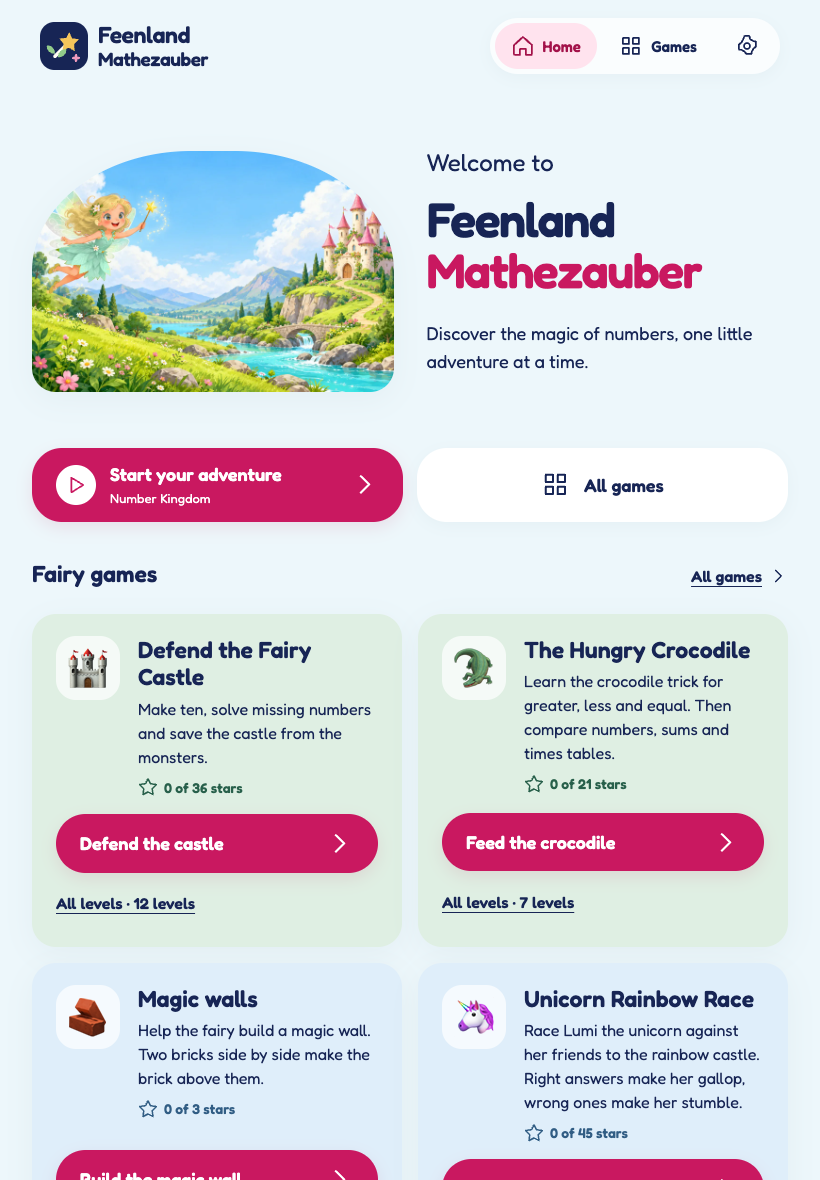 Feenland
Mathezauber
Home
Games
Welcome to
Feenland
Mathezauber
Discover the magic of numbers, one little
adventure at a time.
Start your adventure
Number Kingdom
All games
Fairy games
All games
Defend the Fairy
Castle
Make ten, solve missing numbers
and save the castle from the
monsters.
0 of 36 stars
Defend the castle
All levels · 12 levels
The Hungry Crocodile
Learn the crocodile trick for
greater, less and equal. Then
compare numbers, sums and
times tables.
0 of 21 stars
Feed the crocodile
All levels · 7 levels
Magic walls
Help the fairy build a magic wall.
Two bricks side by side make the
brick above them.
0 of 3 stars
Build the magic wall
Unicorn Rainbow Race
Race Lumi the unicorn against
her friends to the rainbow castle.
Right answers make her gallop,
wrong ones make her stumble.
0 of 45 stars